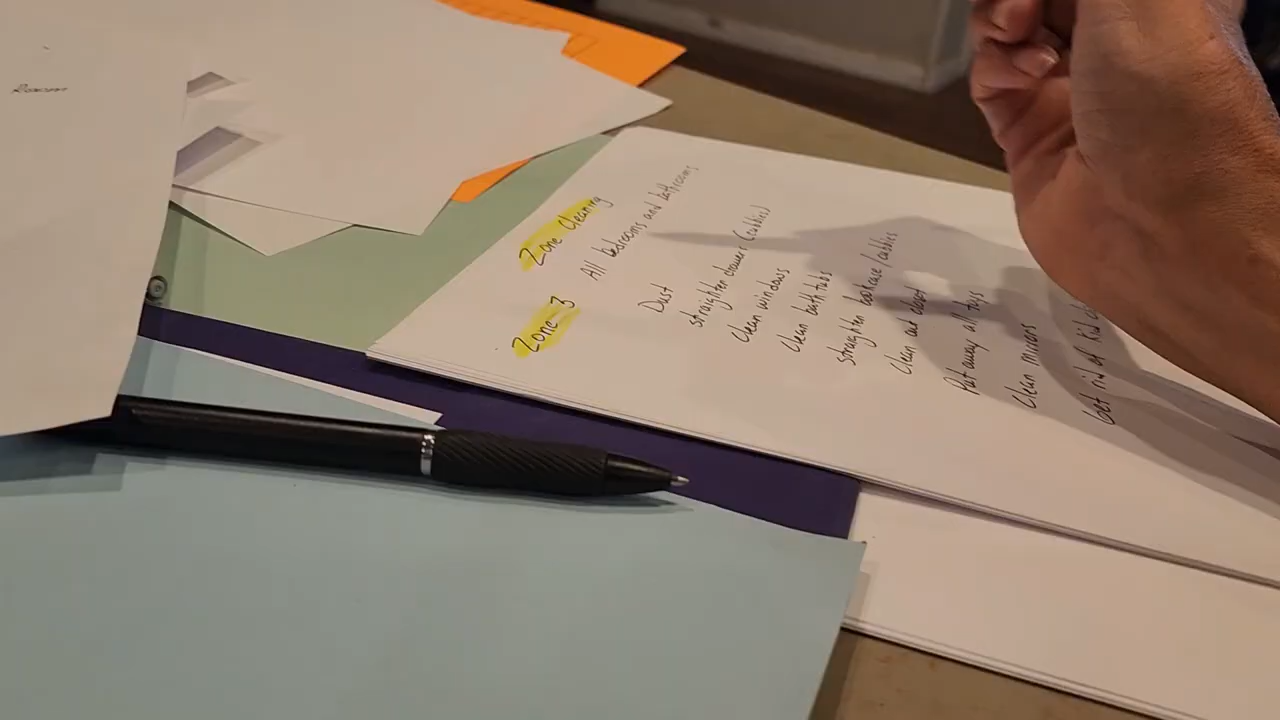 Zone Cleaning
Zone 3
All bedrooms and bathrooms
Dust
straighten drawers (cubbies)
clean windows
clean bath tubs
straighten bookcase/cubbies
clean out closet
Put away all toys
Clean mirrors
Get rid of kid